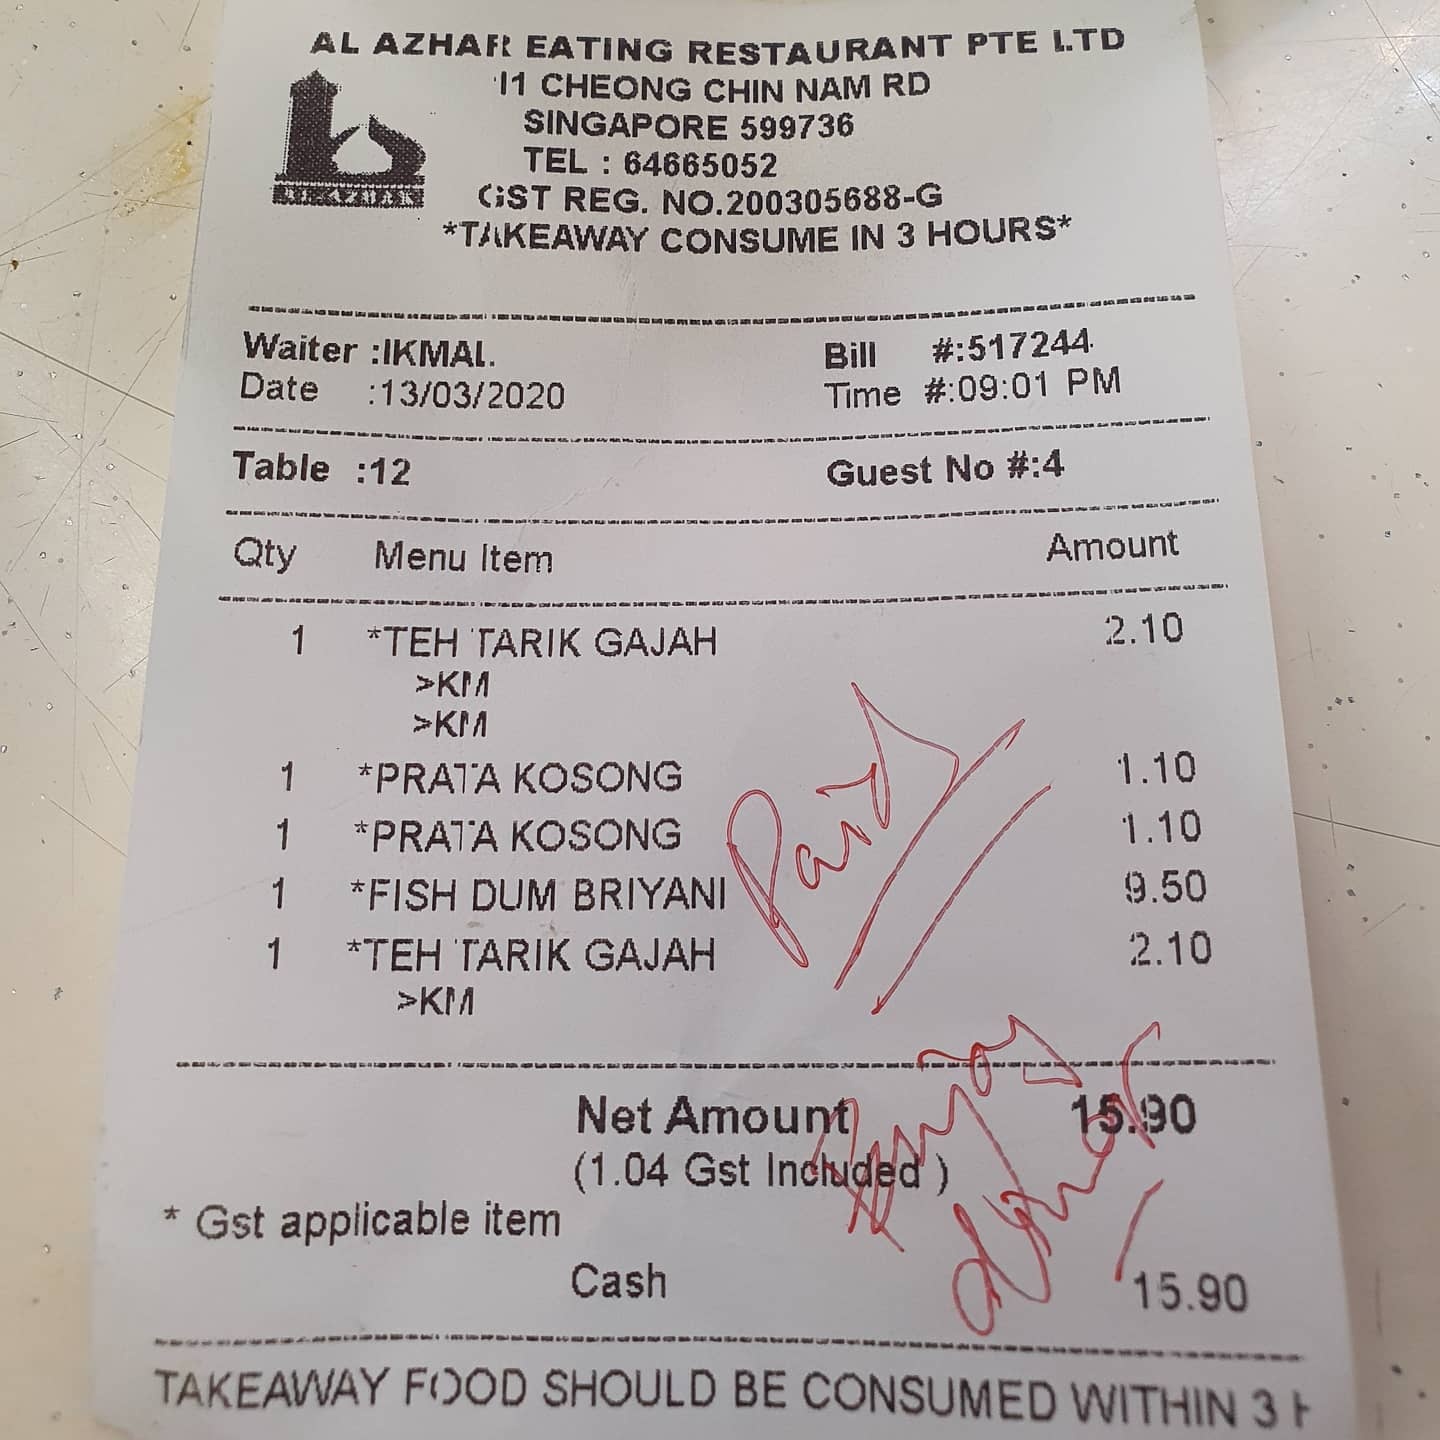 AL AZHAR EATING RESTAURANT PTE LTD
11 CHEONG CHIN NAM RD
SINGAPORE 599736
TEL : 64665052
GST REG. NO.200305688-G
*TAKEAWAY CONSUME IN 3 HOURS*
AL-AZHAR
Waiter :IKMAL Bill #:517244
Date :13/03/2020 Time #:09:01 PM
Table :12 Guest No #:4
Qty Menu Item Amount
1 *TEH TARIK GAJAH 2.10
>KM
>KM
1 *PRATA KOSONG 1.10
1 *PRATA KOSONG 1.10
1 *FISH DUM BRIYANI 9.50
1 *TEH TARIK GAJAH 2.10
>KM
Paid
Net Amount 15.90
(1.04 Gst Included )
* Gst applicable item
Cash 15.90
TAKEAWAY FOOD SHOULD BE CONSUMED WITHIN 3 H